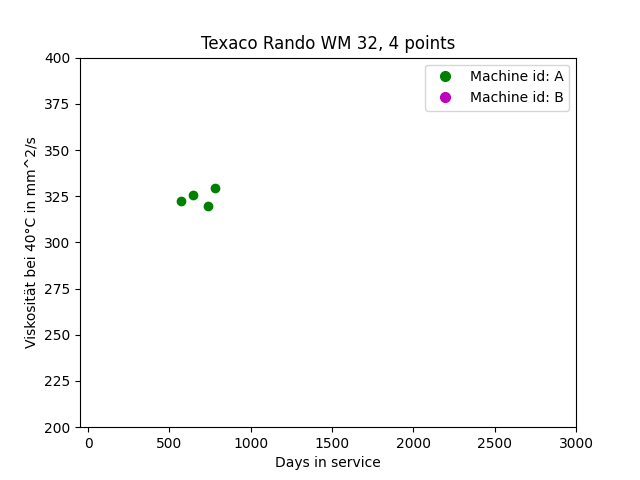 Texaco Rando WM 32, 4 points
Machine id: A
Machine id: B
400
375
350
325
300
275
250
225
200
Viskosität bei 40°C in mm^2/s
0 500 1000 1500 2000 2500 3000
Days in service